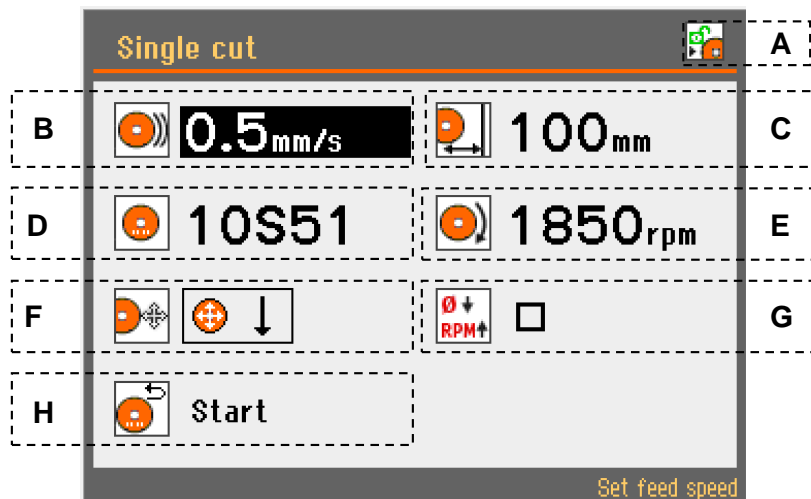 Single cut
A
B
0.5mm/s
100mm
C
D
10S51
1850rpm
E
F
Ø
RPM
G
H
Start
Set feed speed